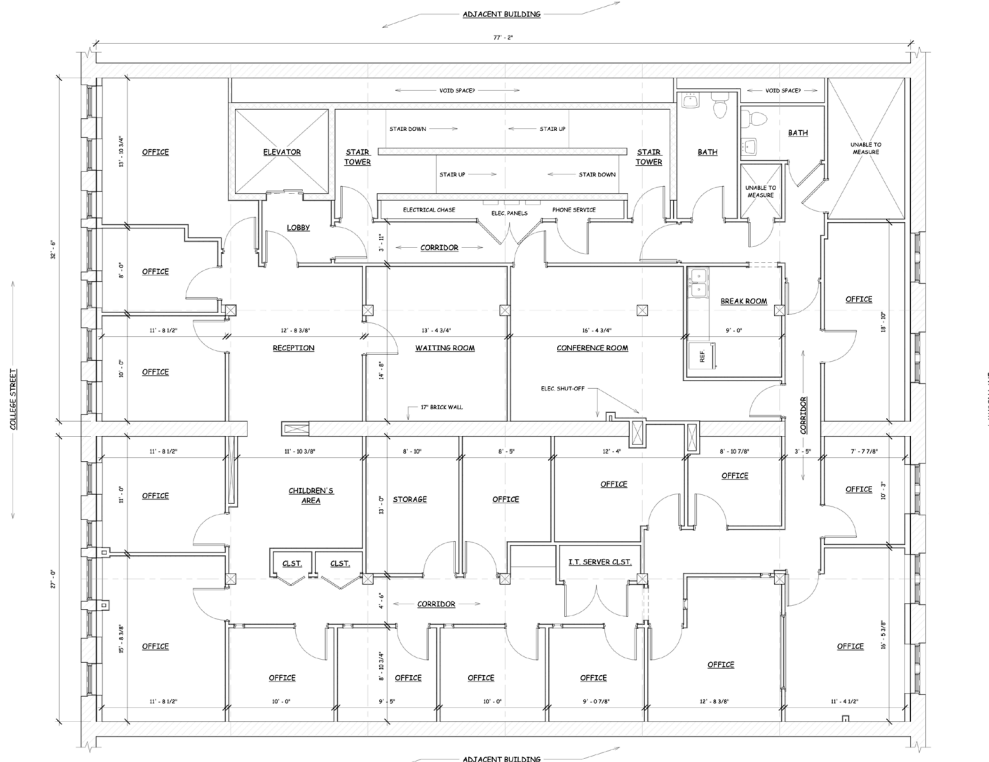 ADJACENT BUILDING
77' - 2"
VOID SPACE?
VOID SPACE?
STAIR DOWN
STAIR UP
BATH
13' - 10 3/4"
OFFICE
ELEVATOR
STAIR
TOWER
STAIR
TOWER
BATH
UNABLE TO
MEASURE
STAIR UP
STAIR DOWN
UNABLE TO
MEASURE
ELECTRICAL CHASE
ELEC. PANELS
PHONE SERVICE
LOBBY
32' - 6"
3' - 11"
CORRIDOR
8' - 0"
OFFICE
BREAK ROOM
OFFICE
18' - 10"
11' - 8 1/2"
12' - 8 3/8"
13' - 4 3/4"
16' - 4 3/4"
9' - 0"
RECEPTION
WAITING ROOM
CONFERENCE ROOM
REF.
10' - 0"
OFFICE
14' - 8"
COLLEGE STREET
ELEC. SHUT-OFF
17" BRICK WALL
CORRIDOR
11' - 8 1/2"
11' - 10 3/8"
8' - 10"
8' - 5"
12' - 4"
8' - 10 7/8"
3' - 5"
7' - 7 7/8"
OFFICE
OFFICE
11' - 0"
OFFICE
CHILDREN'S
AREA
13' - 0"
STORAGE
OFFICE
OFFICE
10' - 3"
CLST.
CLST.
I.T. SERVER CLST.
27' - 0"
4' - 6"
CORRIDOR
15' - 8 3/8"
OFFICE
8' - 10 3/4"
OFFICE
OFFICE
OFFICE
OFFICE
OFFICE
OFFICE
16' - 5 3/8"
11' - 8 1/2"
10' - 0"
9' - 5"
10' - 0"
9' - 0 7/8"
12' - 8 3/8"
11' - 4 1/2"
ADJACENT BUILDING